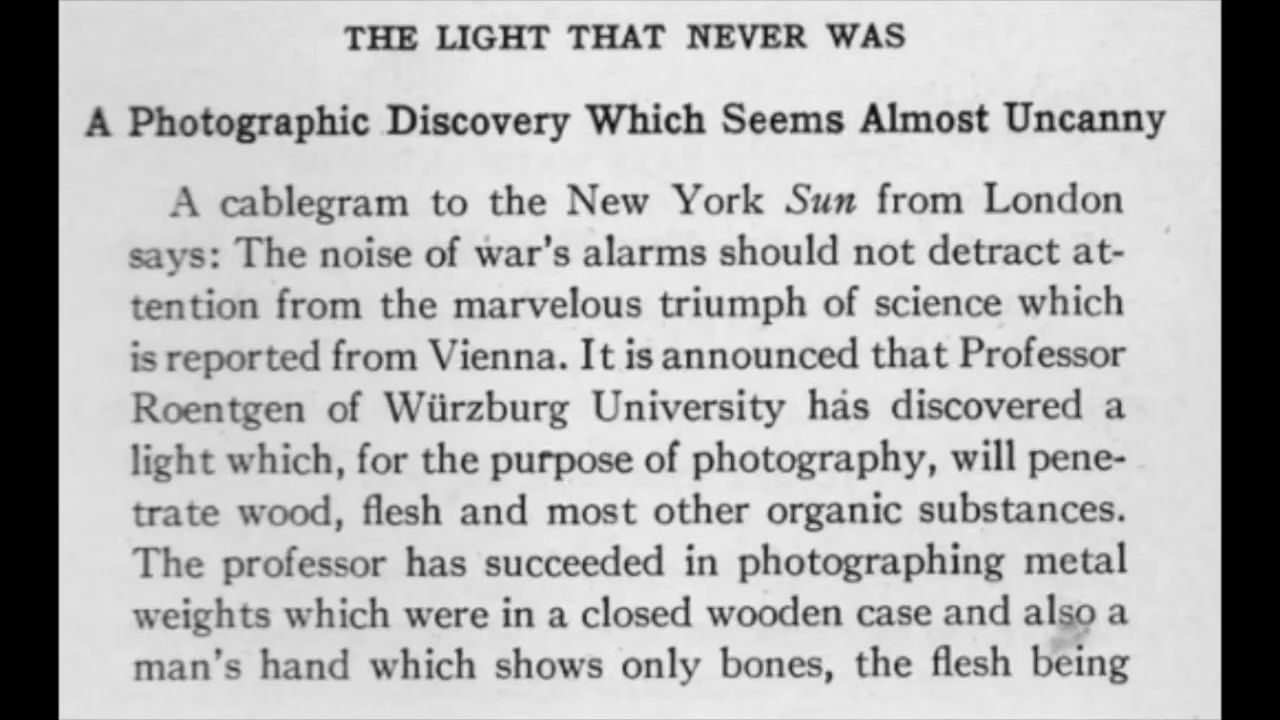 THE LIGHT THAT NEVER WAS
A Photographic Discovery Which Seems Almost Uncanny
A cablegram to the New York Sun from London
says: The noise of war's alarms should not detract at-
tention from the marvelous triumph of science which
is reported from Vienna. It is announced that Professor
Roentgen of Würzburg University has discovered a
light which, for the purpose of photography, will pene-
trate wood, flesh and most other organic substances.
The professor has succeeded in photographing metal
weights which were in a closed wooden case and also a
man's hand which shows only bones, the flesh being